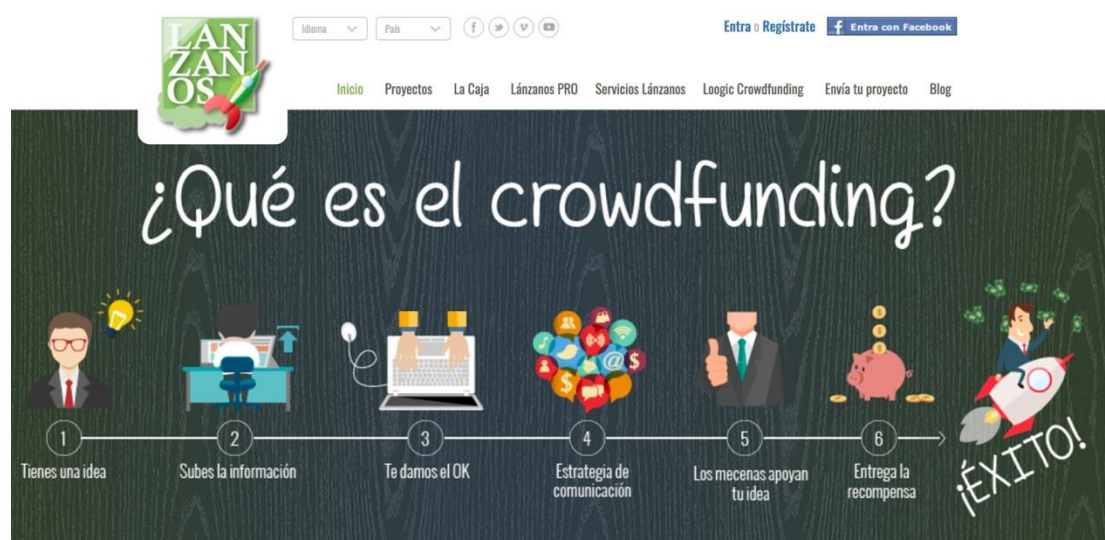 LAN
ZAN
OS
Idioma
País
Entra o Regístrate
f Entra con Facebook
Inicio Proyectos La Caja Lánzanos PRO Servicios Lánzanos Loogic Crowdfunding Envía tu proyecto Blog
¿Qué es el crowdfunding?
1
Tienes una idea
2
Subes la información
3
Te damos el OK
4
Estrategia de
comunicación
5
Los mecenas apoyan
tu idea
6
Entrega la
recompensa
¡ÉXITO!